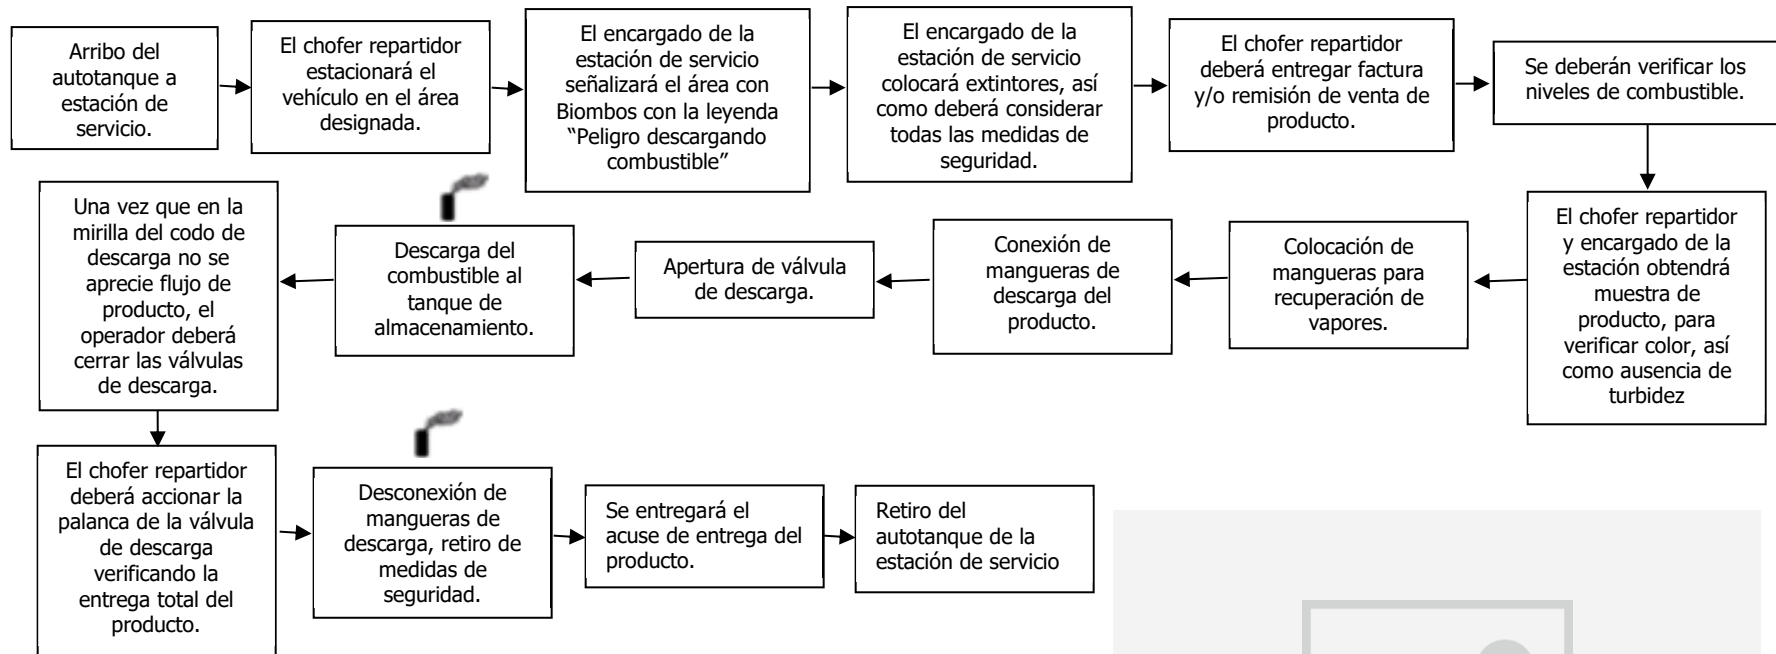 Arribo del
autotanque a
estación de
servicio.
El chofer repartidor
estacionará el
vehículo en el área
designada.
El encargado de la
estación de servicio
señalizará el área con
Biombos con la leyenda
“Peligro descargando
combustible”
El encargado de la
estación de servicio
colocará extintores, así
como deberá considerar
todas las medidas de
seguridad.
El chofer repartidor
deberá entregar factura
y/o remisión de venta de
producto.
Se deberán verificar los
niveles de combustible.
El chofer repartidor
y encargado de la
estación obtendrá
muestra de
producto, para
verificar color, así
como ausencia de
turbidez
Colocación de
mangueras para
recuperación de
vapores.
Conexión de
mangueras de
descarga del
producto.
Apertura de válvula
de descarga.
Descarga del
combustible al
tanque de
almacenamiento.
Una vez que en la
mirilla del codo de
descarga no se
aprecie flujo de
producto, el
operador deberá
cerrar las válvulas
de descarga.
El chofer repartidor
deberá accionar la
palanca de la válvula
de descarga
verificando la
entrega total del
producto.
Desconexión de
mangueras de
descarga, retiro de
medidas de
seguridad.
Se entregará el
acuse de entrega del
producto.
Retiro del
autotanque de la
estación de servicio